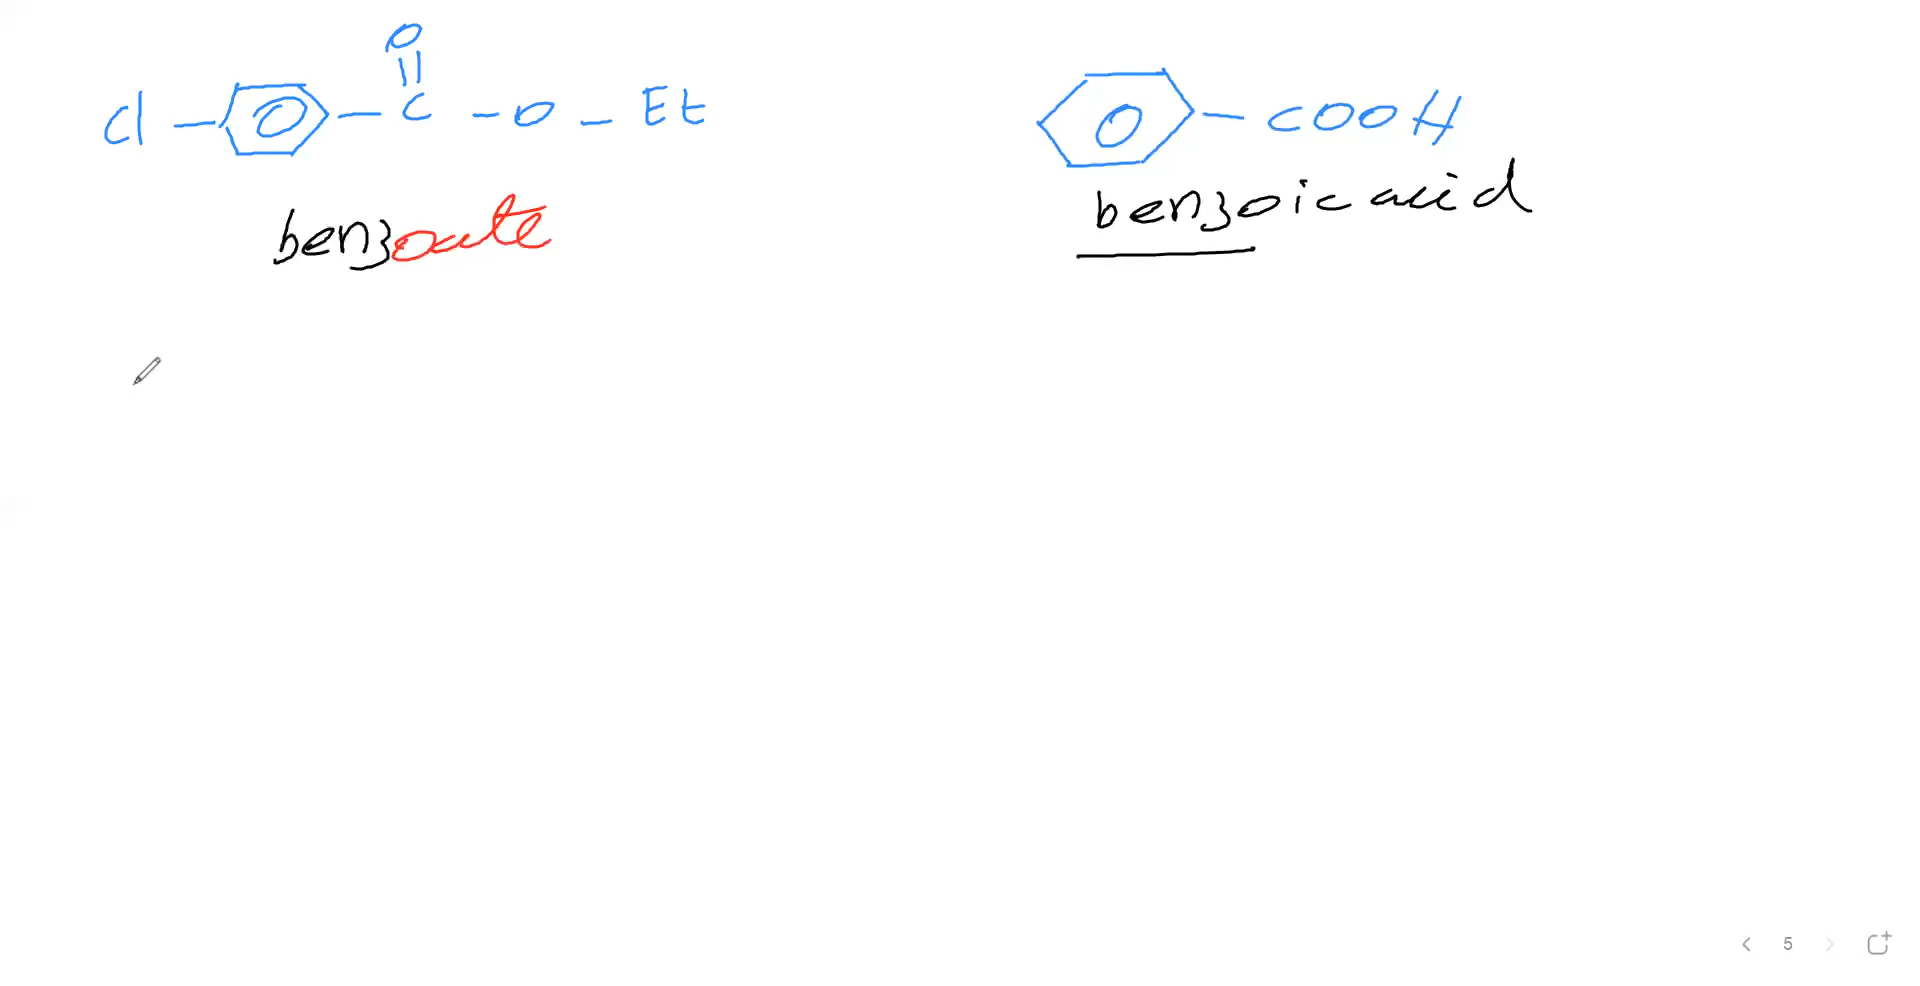 O
Cl - O - C - O - Et
O - COOH
benzoate
benzoic acid
5